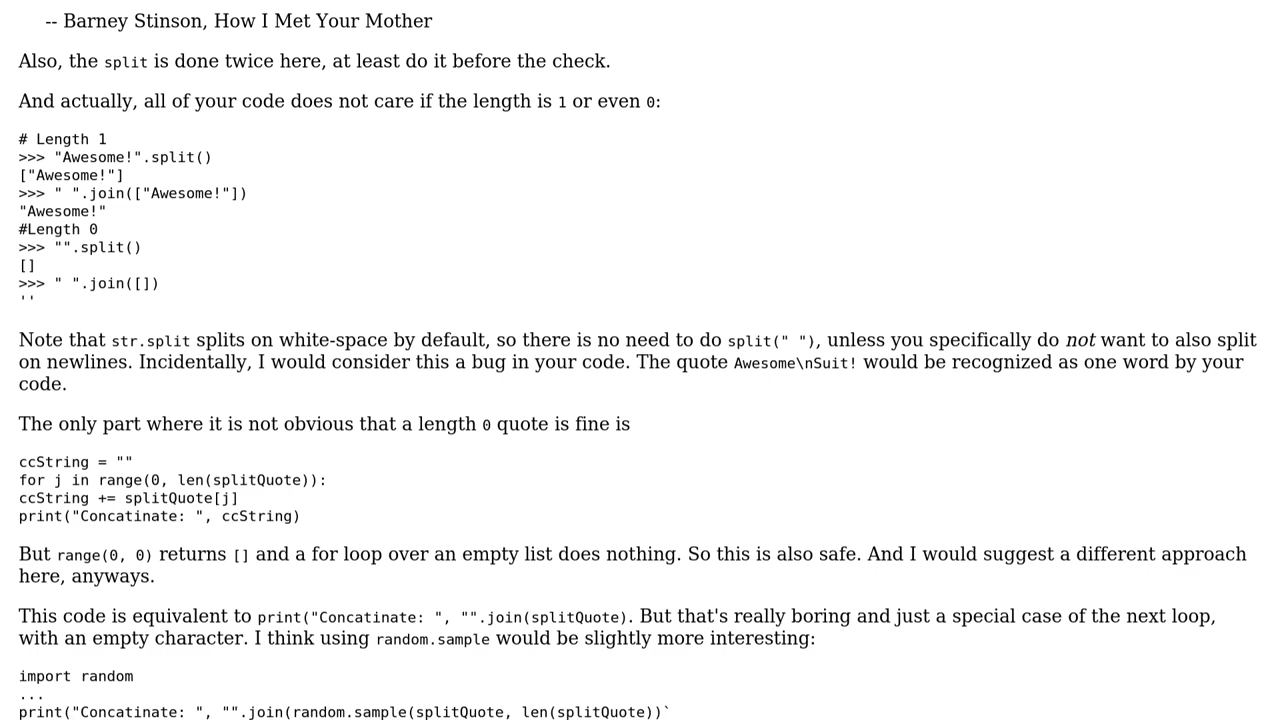 -- Barney Stinson, How I Met Your Mother
Also, the split is done twice here, at least do it before the check.
And actually, all of your code does not care if the length is 1 or even 0:
# Length 1
>>> "Awesome!".split()
["Awesome!"]
>>> " ".join(["Awesome!"])
"Awesome!"
#Length 0
>>> "".split()
[]
>>> " ".join([])
''
Note that str.split splits on white-space by default, so there is no need to do split(" "), unless you specifically do not want to also split
on newlines. Incidentally, I would consider this a bug in your code. The quote Awesome\nSuit! would be recognized as one word by your
code.
The only part where it is not obvious that a length 0 quote is fine is
ccString = ""
for j in range(0, len(splitQuote)):
ccString += splitQuote[j]
print("Concatinate: ", ccString)
But range(0, 0) returns [] and a for loop over an empty list does nothing. So this is also safe. And I would suggest a different approach
here, anyways.
This code is equivalent to print("Concatinate: ", "".join(splitQuote). But that's really boring and just a special case of the next loop,
with an empty character. I think using random.sample would be slightly more interesting:
import random
...
print("Concatinate: ", "".join(random.sample(splitQuote, len(splitQuote))`